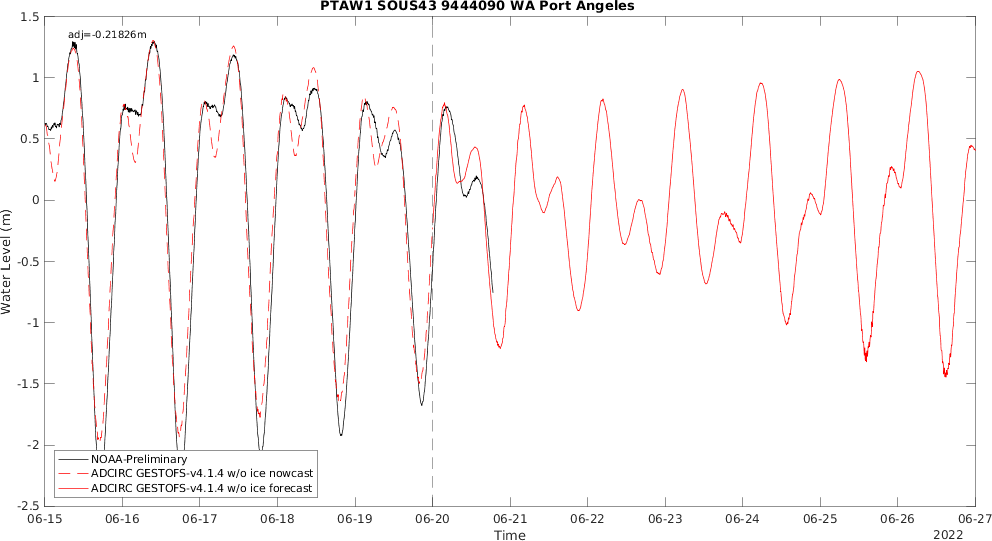 PTAW1 SOUS43 9444090 WA Port Angeles
adj=-0.21826m
1.5
1
0.5
0
-0.5
-1
-1.5
-2
-2.5
Water Level (m)
NOAA-Preliminary
ADCIRC GESTOFS-v4.1.4 w/o ice nowcast
ADCIRC GESTOFS-v4.1.4 w/o ice forecast
06-15 06-16 06-17 06-18 06-19 06-20 06-21 06-22 06-23 06-24 06-25 06-26 06-27
Time
2022